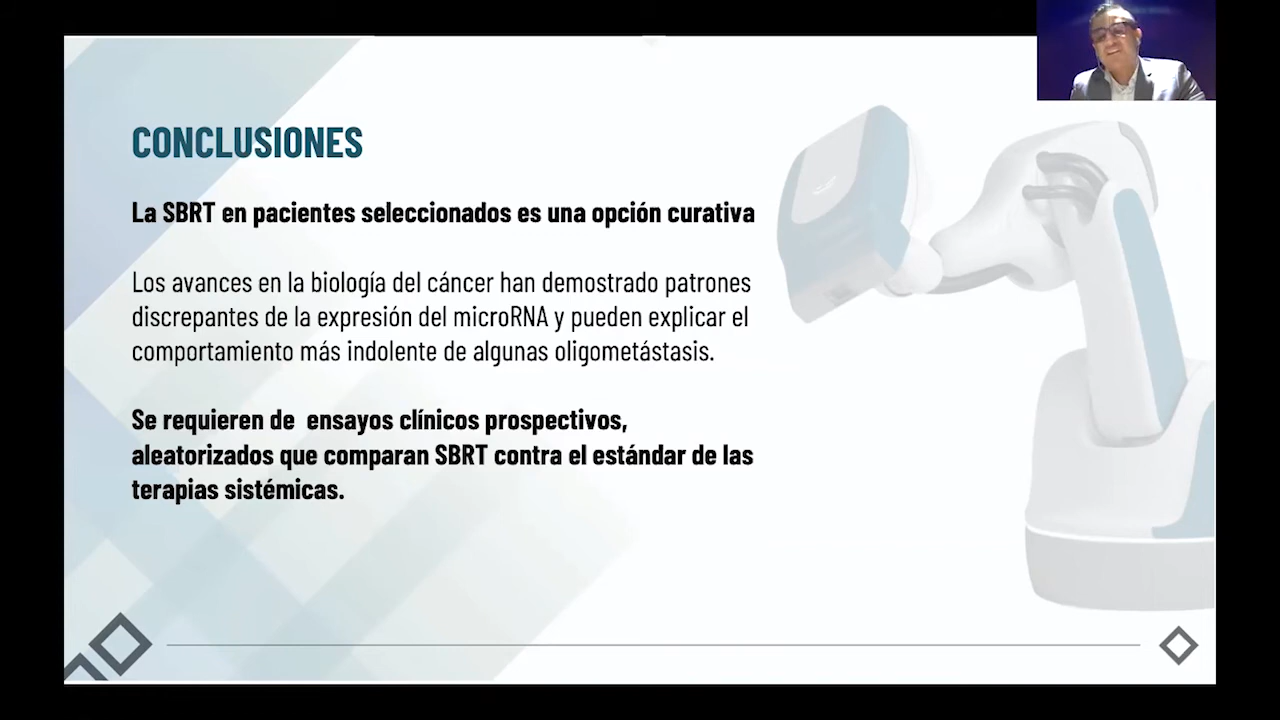 CONCLUSIONES
La SBRT en pacientes seleccionados es una opción curativa
Los avances en la biología del cáncer han demostrado patrones
discrepantes de la expresión del microRNA y pueden explicar el
comportamiento más indolente de algunas oligometástasis.
Se requieren de  ensayos clínicos prospectivos,
aleatorizados que comparan SBRT contra el estándar de las
terapias sistémicas.